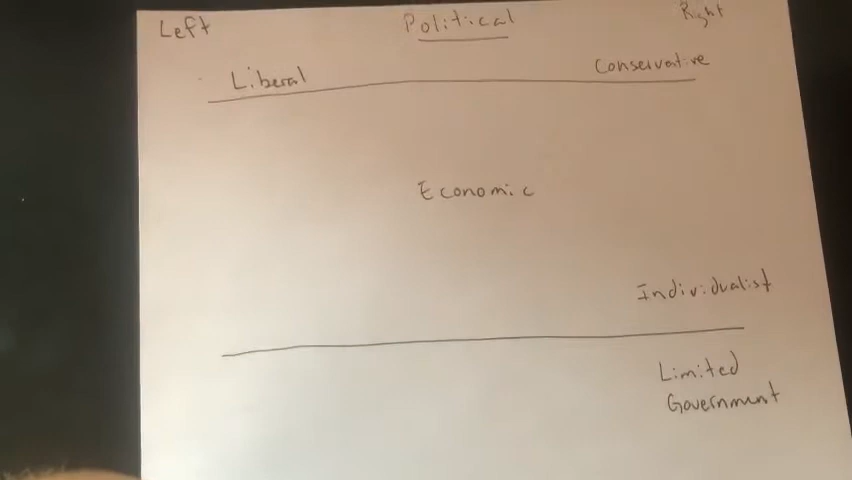 Left Political Right
Liberal Conservative
Economic
Individualist
Limited
Government